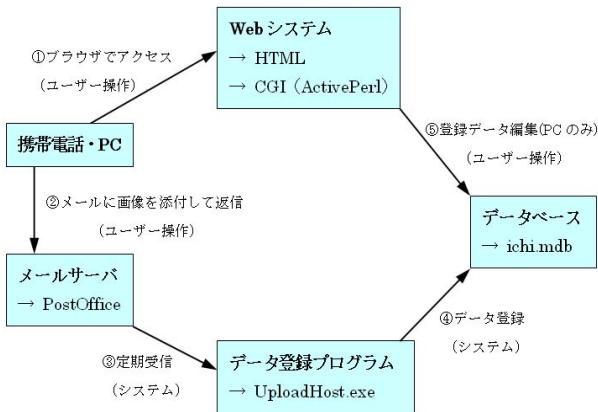 Webシステム
→ HTML
→ CGI（ActivePerl）
①ブラウザでアクセス
（ユーザー操作）
携帯電話・PC
⑤登録データ編集(PCのみ)
（ユーザー操作）
②メールに画像を添付して返信
（ユーザー操作）
データベース
→ ichi.mdb
メールサーバ
→ PostOffice
④データ登録
（システム）
③定期受信
（システム）
データ登録プログラム
→ UploadHost.exe